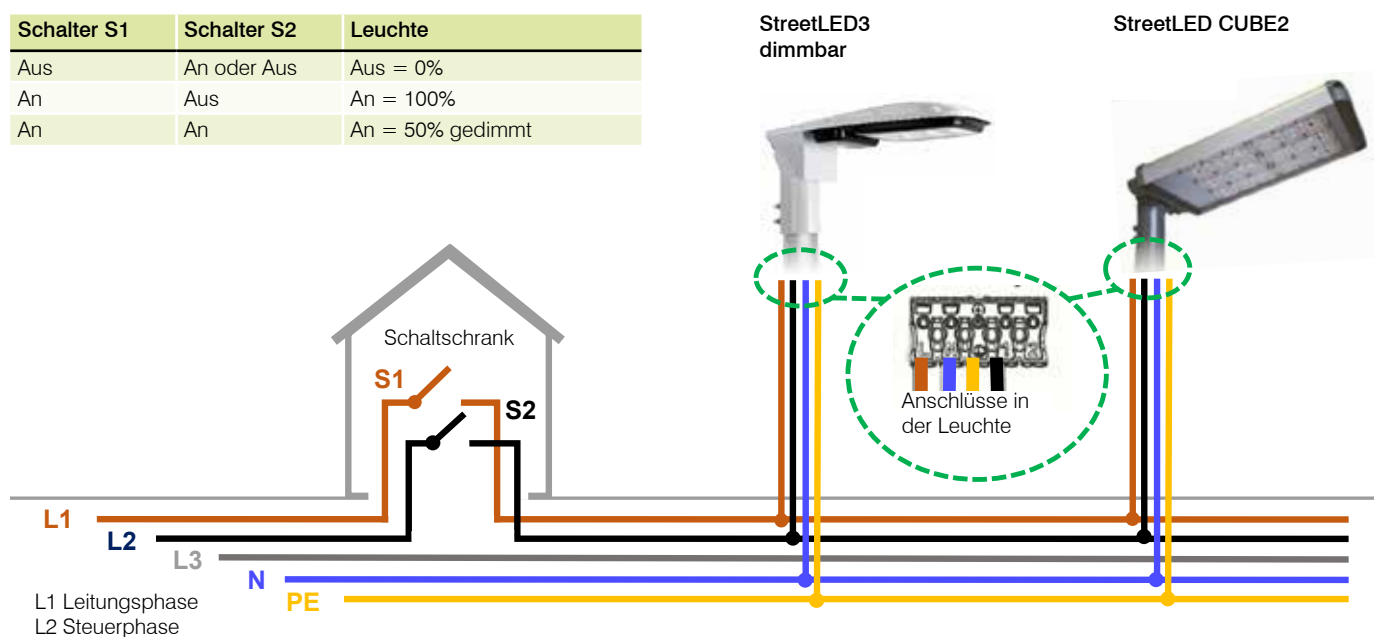 Schalter S1 Schalter S2 Leuchte
Aus An oder Aus Aus = 0%
An Aus An = 100%
An An An = 50% gedimmt
StreetLED3
dimmbar
StreetLED CUBE2
Schaltschrank
S1
S2
Anschlüsse in
der Leuchte
L1
L2
L3
N
PE
L1 Leitungsphase
L2 Steuerphase